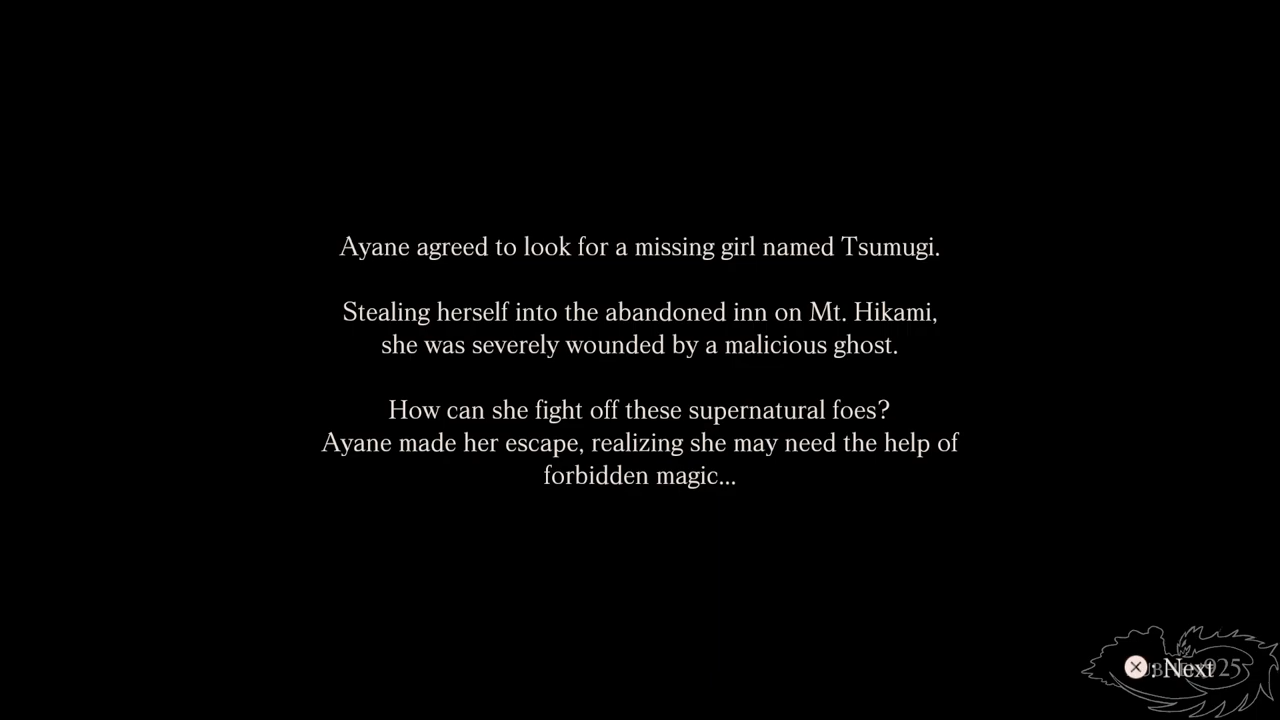 Ayane agreed to look for a missing girl named Tsumugi.
Stealing herself into the abandoned inn on Mt. Hikami,
she was severely wounded by a malicious ghost.
How can she fight off these supernatural foes?
Ayane made her escape, realizing she may need the help of
forbidden magic...
: Next